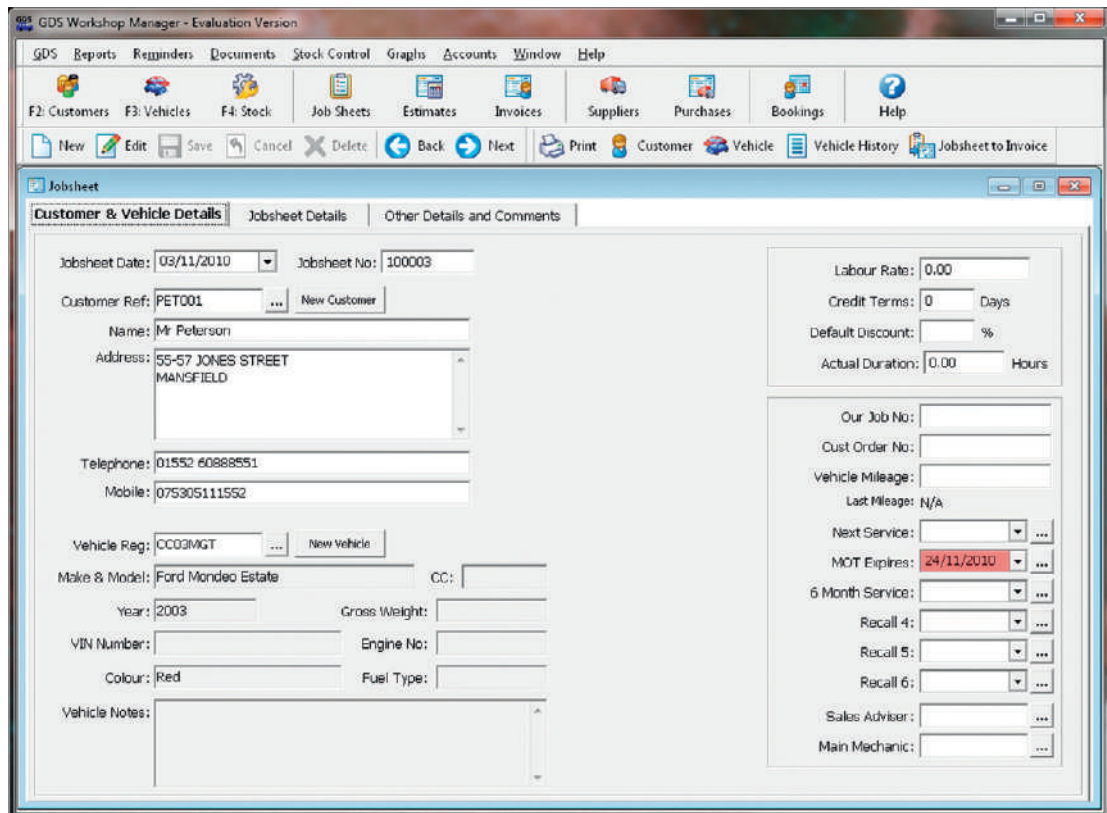 GDS Workshop Manager - Evaluation Version
GDS Reports Reminders Documents Stock Control Graphs Accounts Window Help
F2: Customers F3: Vehicles F4: Stock Job Sheets Estimates Invoices Suppliers Purchases Bookings Help
New Edit Save Cancel Delete Back Next Print Customer Vehicle Vehicle History Jobsheet to Invoice
Jobsheet
Customer & Vehicle Details Jobsheet Details Other Details and Comments
Jobsheet Date: 03/11/2010 Jobsheet No: 100003
Customer Ref: PET001 ... New Customer
Name: Mr Peterson
Address: 55-57 JONES STREET
MANSFIELD
Telephone: 01552 60888551
Mobile: 075305111552
Vehicle Reg: CC03MGT ... New Vehicle
Make & Model: Ford Mondeo Estate CC:
Year: 2003 Gross Weight:
VIN Number: Engine No:
Colour: Red Fuel Type:
Vehicle Notes:
Labour Rate: 0.00
Credit Terms: 0 Days
Default Discount: %
Actual Duration: 0.00 Hours
Our Job No:
Cust Order No:
Vehicle Mileage:
Last Mileage: N/A
Next Service: ...
MOT Expires: 24/11/2010 ...
6 Month Service: ...
Recall 4: ...
Recall 5: ...
Recall 6: ...
Sales Adviser: ...
Main Mechanic: ...